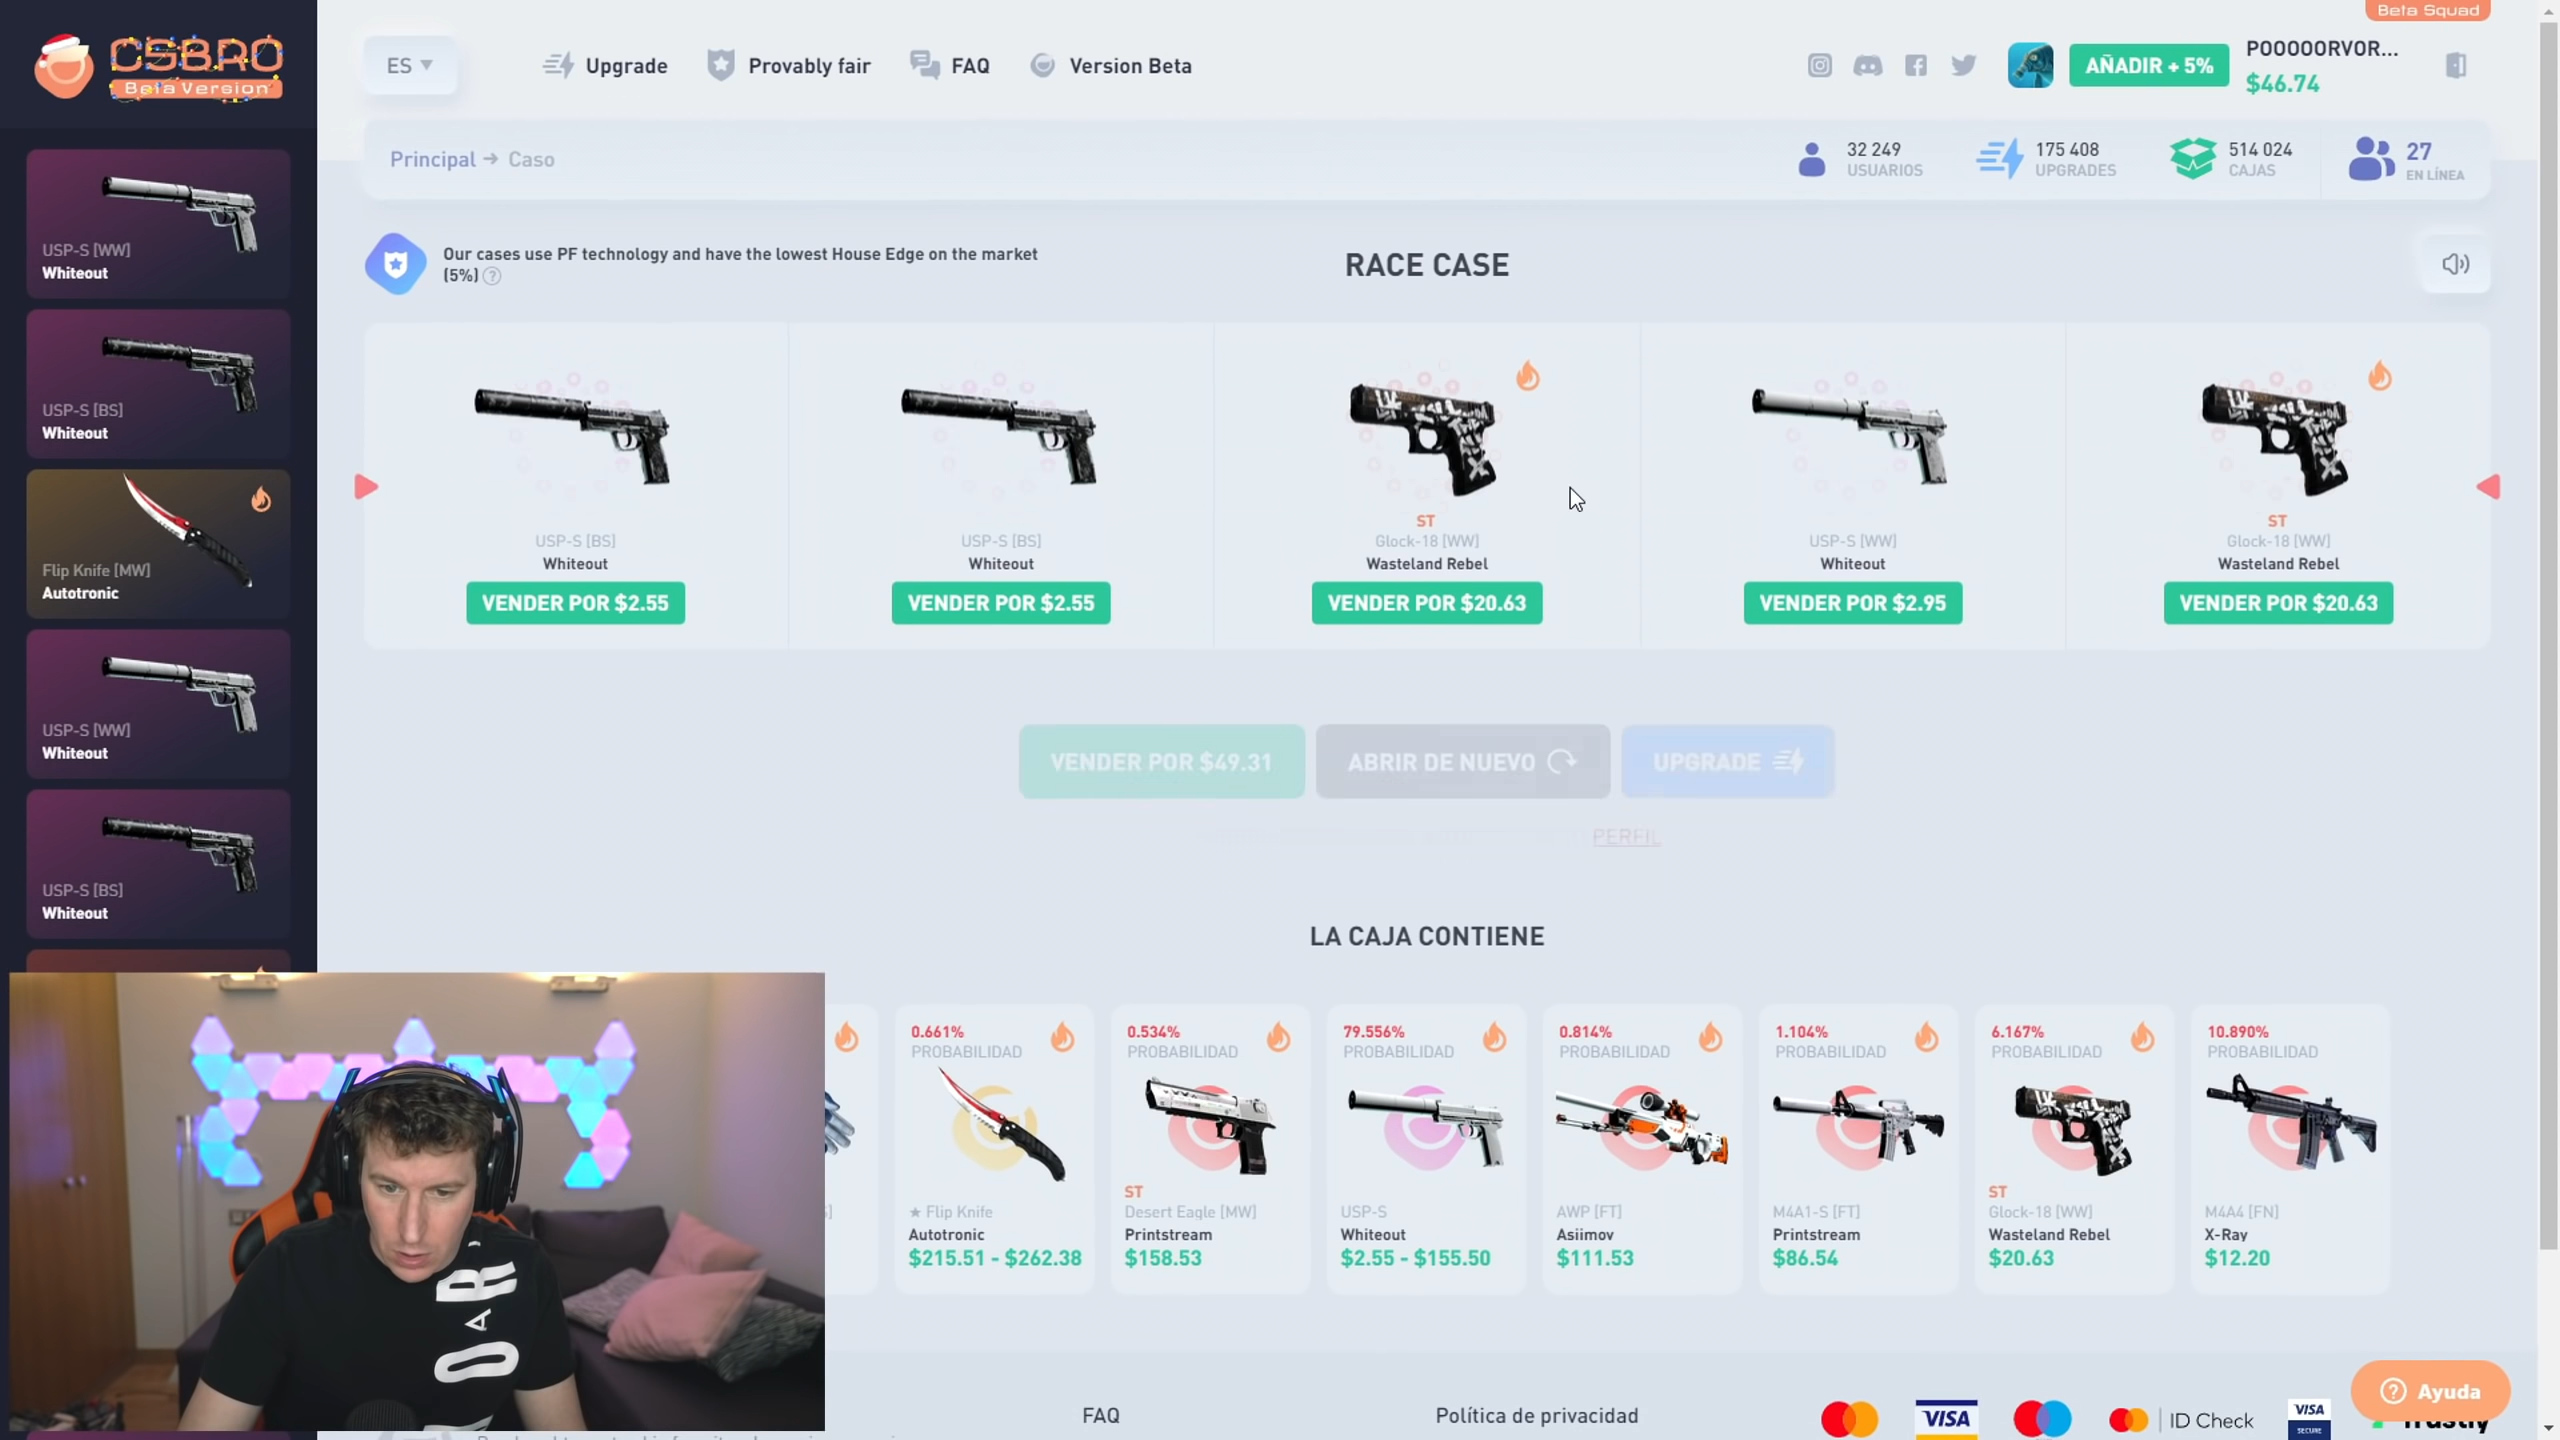 Beta Squad
CSBRO
Beta Version
ES
Upgrade
Provably fair
FAQ
Version Beta
AÑADIR + 5%
POOOOORVOR...
$46.74
Principal → Caso
32 249
USUARIOS
175 408
UPGRADES
514 024
CAJAS
27
EN LÍNEA
Our cases use PF technology and have the lowest House Edge on the market
(5%)
RACE CASE
USP-S [WW]
Whiteout
USP-S [BS]
Whiteout
Flip Knife [MW]
Autotronic
USP-S [WW]
Whiteout
USP-S [BS]
Whiteout
USP-S [BS]
Whiteout
VENDER POR $2.55
USP-S [BS]
Whiteout
VENDER POR $2.55
ST
Glock-18 [WW]
Wasteland Rebel
VENDER POR $20.63
USP-S [WW]
Whiteout
VENDER POR $2.95
ST
Glock-18 [WW]
Wasteland Rebel
VENDER POR $20.63
VENDER POR $49.31
ABRIR DE NUEVO
UPGRADE
PERFIL
LA CAJA CONTIENE
0.661%
PROBABILIDAD
★ Flip Knife
Autotronic
$215.51 - $262.38
0.534%
PROBABILIDAD
ST
Desert Eagle [MW]
Printstream
$158.53
79.556%
PROBABILIDAD
USP-S
Whiteout
$2.55 - $155.50
0.814%
PROBABILIDAD
AWP [FT]
Asiimov
$111.53
1.104%
PROBABILIDAD
M4A1-S [FT]
Printstream
$86.54
6.167%
PROBABILIDAD
ST
Glock-18 [WW]
Wasteland Rebel
$20.63
10.890%
PROBABILIDAD
M4A4 [FN]
X-Ray
$12.20
FAQ
Política de privacidad
VISA
ID Check
VISA
SECURE
Trustly
Ayuda